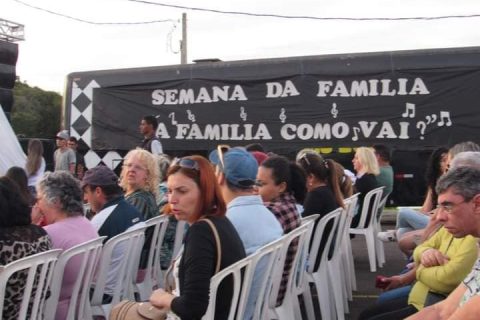 SEMANA DA FAMILIA
"A FAMILIA COMO VAI?"